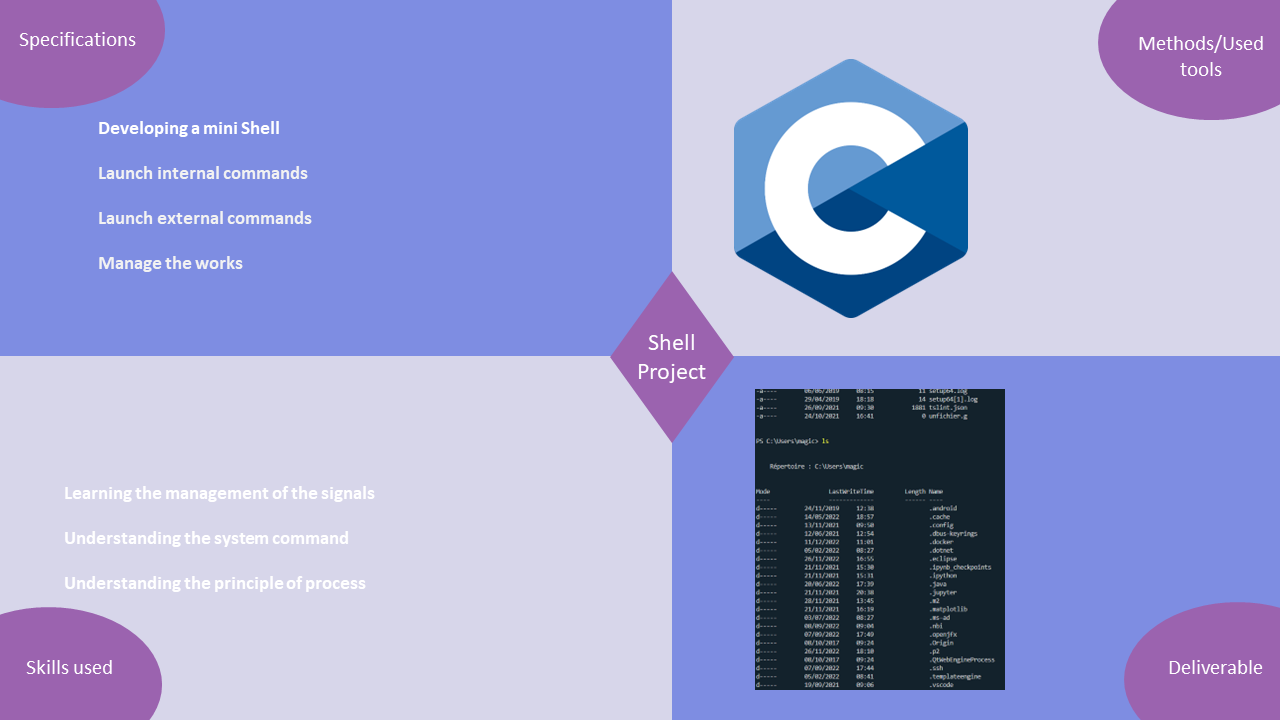 Specifications
Developing a mini Shell
Launch internal commands
Launch external commands
Manage the works
Methods/Used
tools
Shell
Project
Learning the management of the signals
Understanding the system command
Understanding the principle of process
Skills used
-a---- 06/06/2019 08:15 11 setup64.log
-a---- 29/04/2019 18:18 14 setup64[1].log
-a---- 26/09/2021 09:30 1881 tslint.json
-a---- 24/10/2021 16:41 0 unfichier.g
PS C:\Users\magic> ls
Répertoire : C:\Users\magic
Mode LastWriteTime Length Name
---- ------------- ------ ----
d----- 24/11/2019 12:38 .android
d----- 14/05/2022 18:57 .cache
d----- 13/11/2021 09:50 .config
d----- 12/06/2021 12:54 .dbus-keyrings
d----- 11/12/2022 11:01 .docker
d----- 05/02/2022 08:27 .dotnet
d----- 26/11/2022 16:55 .eclipse
d----- 21/11/2021 15:30 .ipynb_checkpoints
d----- 21/11/2021 15:31 .ipython
d----- 20/06/2022 17:39 .java
d----- 21/11/2021 20:38 .jupyter
d----- 28/11/2021 13:45 .m2
d----- 21/11/2021 16:19 .matplotlib
d----- 03/07/2022 08:27 .ms-ad
d----- 08/09/2022 09:04 .nbi
d----- 07/09/2022 17:49 .openjfx
d----- 08/10/2017 09:24 .Origin
d----- 26/11/2022 18:10 .p2
d----- 08/10/2017 09:24 .QtWebEngineProcess
d----- 07/09/2022 17:44 .ssh
d----- 05/02/2022 08:41 .templateengine
d----- 19/09/2021 09:06 .vscode
Deliverable